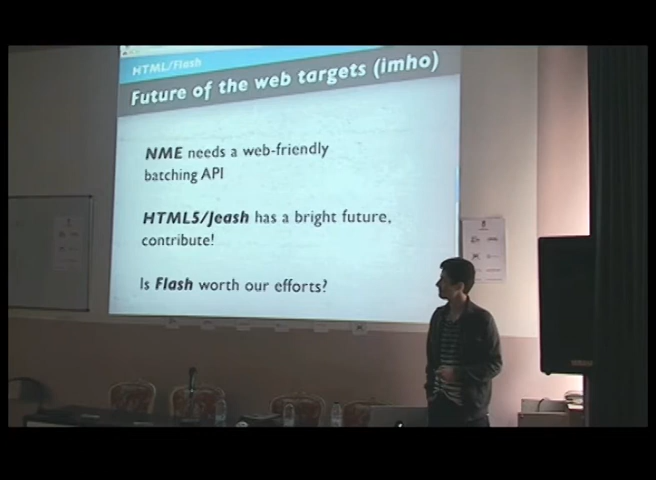 HTML/Flash
Future of the web targets (imho)
NME needs a web-friendly
batching API
HTML5/Jeash has a bright future,
contribute!
Is Flash worth our efforts?